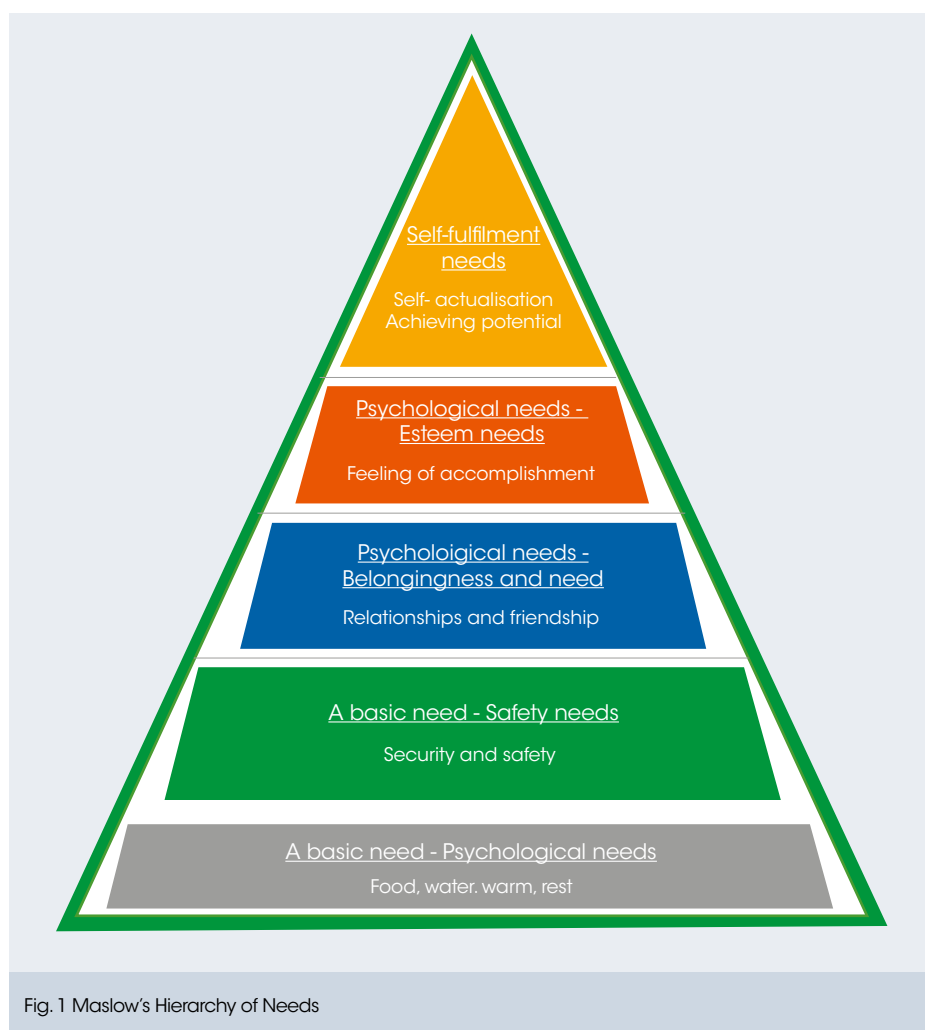 Self-fulfilment
needs
Self- actualisation
Achieving potential
Psychological needs -
Esteem needs
Feeling of accomplishment
Psycholoigical needs -
Belongingness and need
Relationships and friendship
A basic need - Safety needs
Security and safety
A basic need - Psychological needs
Food, water. warm, rest
Fig. 1 Maslow's Hierarchy of Needs